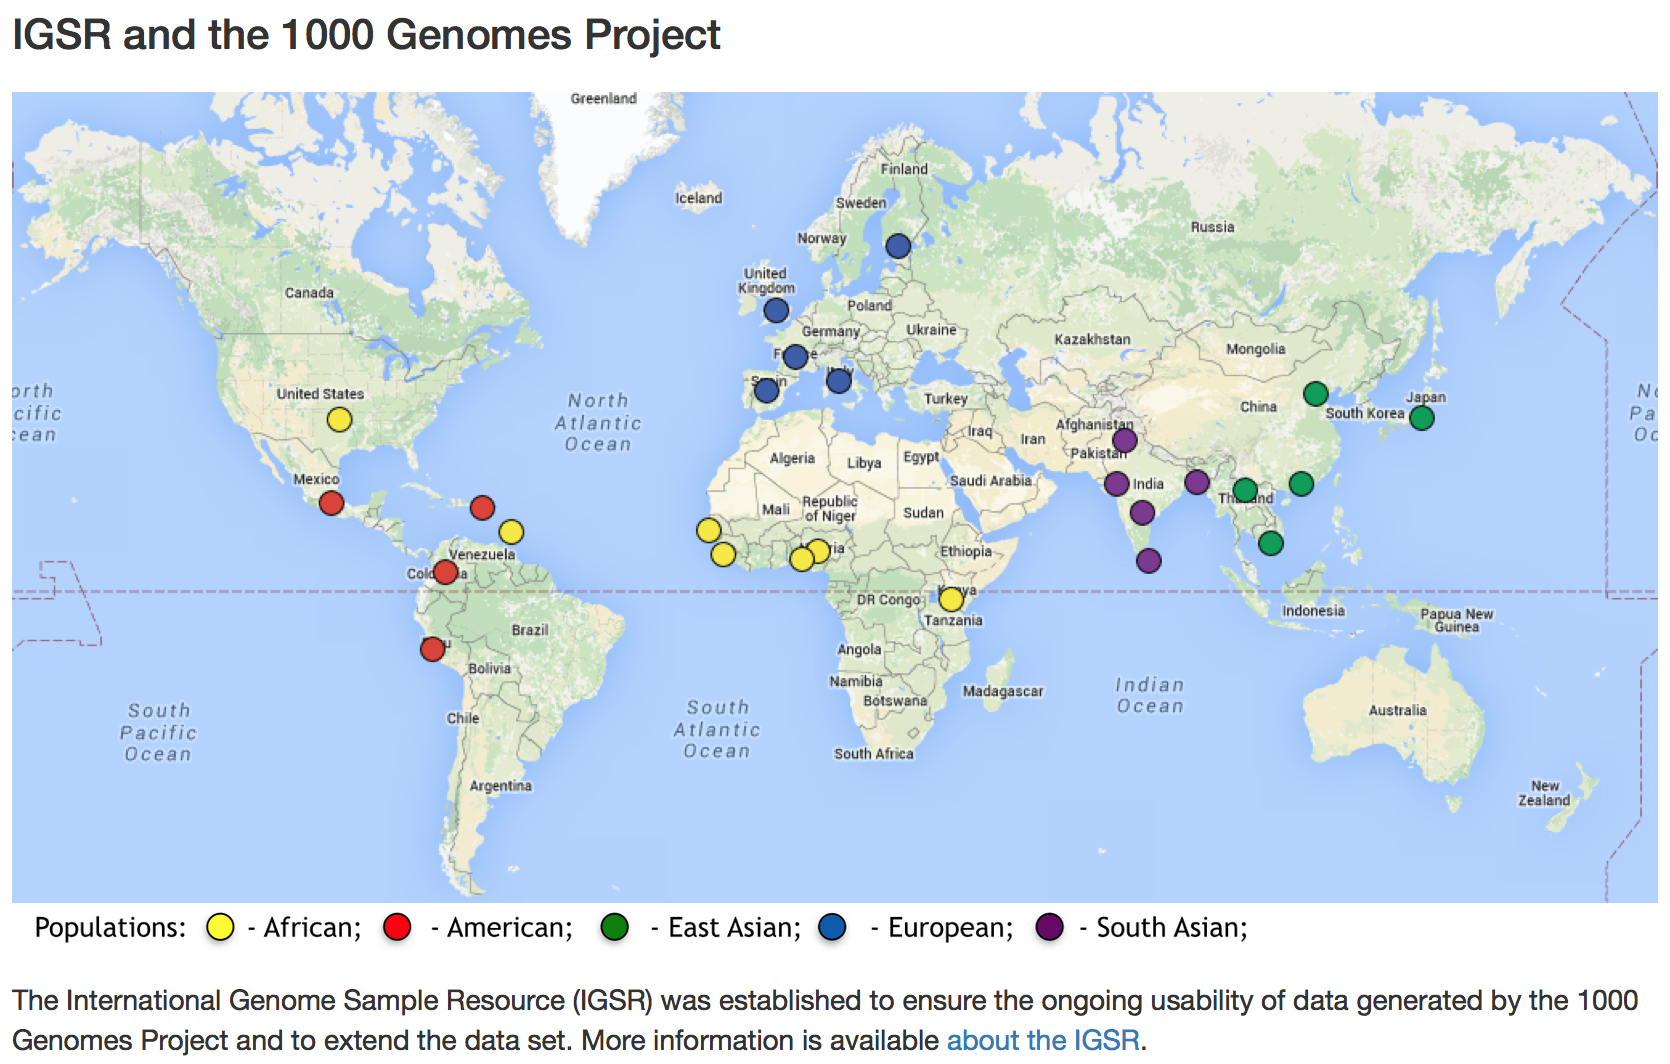 IGSR and the 1000 Genomes Project
Greenland
Finland
Iceland
Sweden
Russia
Norway
United
Kingdom
Canada
Poland
Germany
Ukraine
Kazakhstan
Mongolia
United States
North
Atlantic
Ocean
Turkey
China
Japan
South Korea
Afghanistan
Iraq
Iran
Pakistan
Algeria
Libya
Egypt
Saudi Arabia
India
Mexico
Mali
Republic
of Niger
Sudan
Venezuela
Ethiopia
DR Congo
Tanzania
Indonesia
Papua New
Guinea
Brazil
Bolivia
Angola
Namibia
Botswana
Madagascar
Indian
Ocean
Australia
South
Pacific
Ocean
Chile
South
Atlantic
Ocean
South Africa
Argentina
New
Zealand
Populations: - African; - American; - East Asian; - European; - South Asian;
The International Genome Sample Resource (IGSR) was established to ensure the ongoing usability of data generated by the 1000
Genomes Project and to extend the data set. More information is available about the IGSR.